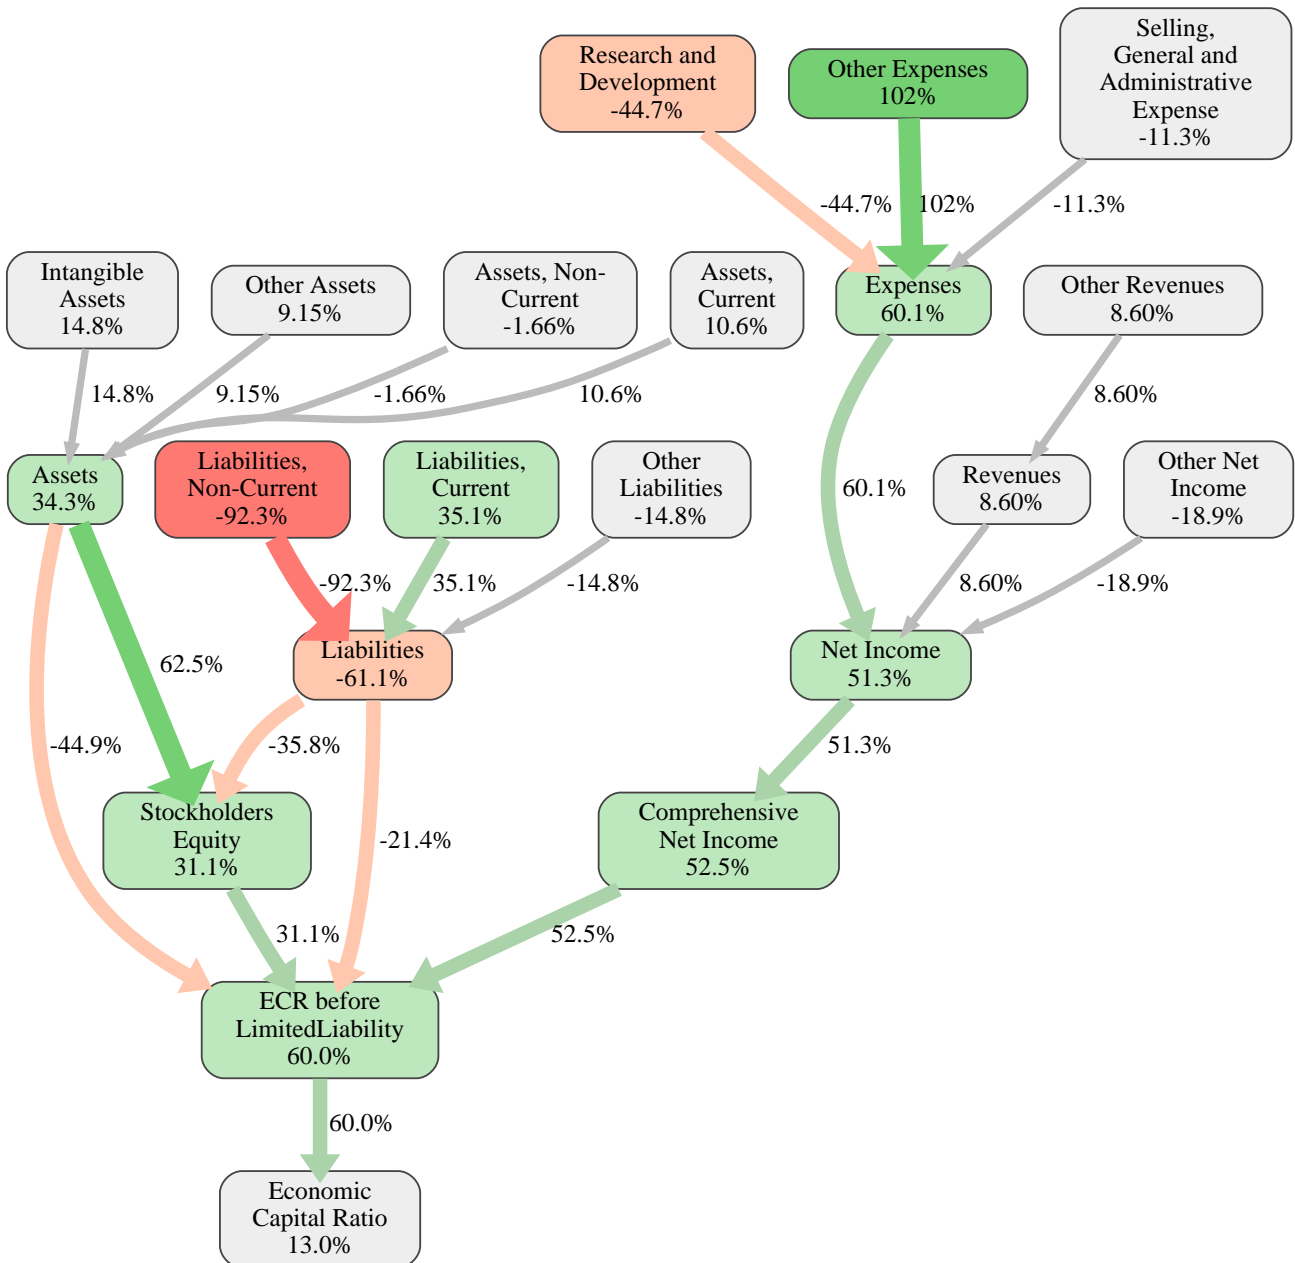 Research and
Development
-44.7%
Other Expenses
102%
Selling,
General and
Administrative
Expense
-11.3%
-44.7%
102%
-11.3%
Intangible
Assets
14.8%
Other Assets
9.15%
Assets, Non-
Current
-1.66%
Assets,
Current
10.6%
Expenses
60.1%
Other Revenues
8.60%
14.8%
9.15%
-1.66%
10.6%
8.60%
Assets
34.3%
Liabilities,
Non-Current
-92.3%
Liabilities,
Current
35.1%
Other
Liabilities
-14.8%
60.1%
Revenues
8.60%
Other Net
Income
-18.9%
-92.3%
35.1%
-14.8%
8.60%
-18.9%
62.5%
Liabilities
-61.1%
Net Income
51.3%
-44.9%
-35.8%
51.3%
Stockholders
Equity
31.1%
-21.4%
Comprehensive
Net Income
52.5%
31.1%
52.5%
ECR before
LimitedLiability
60.0%
60.0%
Economic
Capital Ratio
13.0%